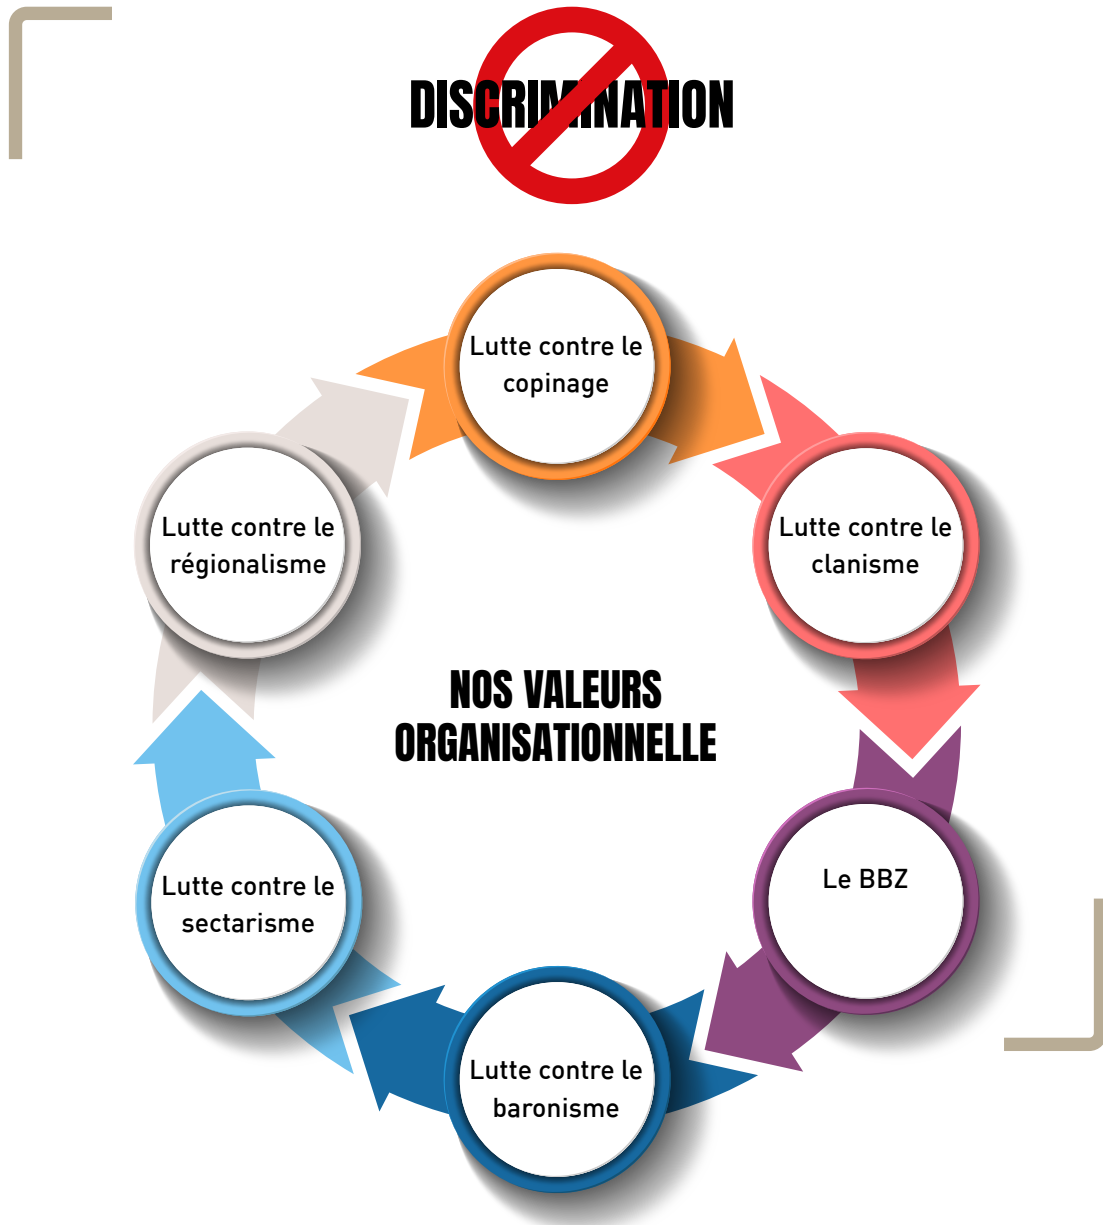 DISCRIMINATION
Lutte contre le
copinage
Lutte contre le
clanisme
Le BBZ
Lutte contre le
baronisme
Lutte contre le
sectarisme
Lutte contre le
régionalisme
NOS VALEURS
ORGANISATIONNELLE